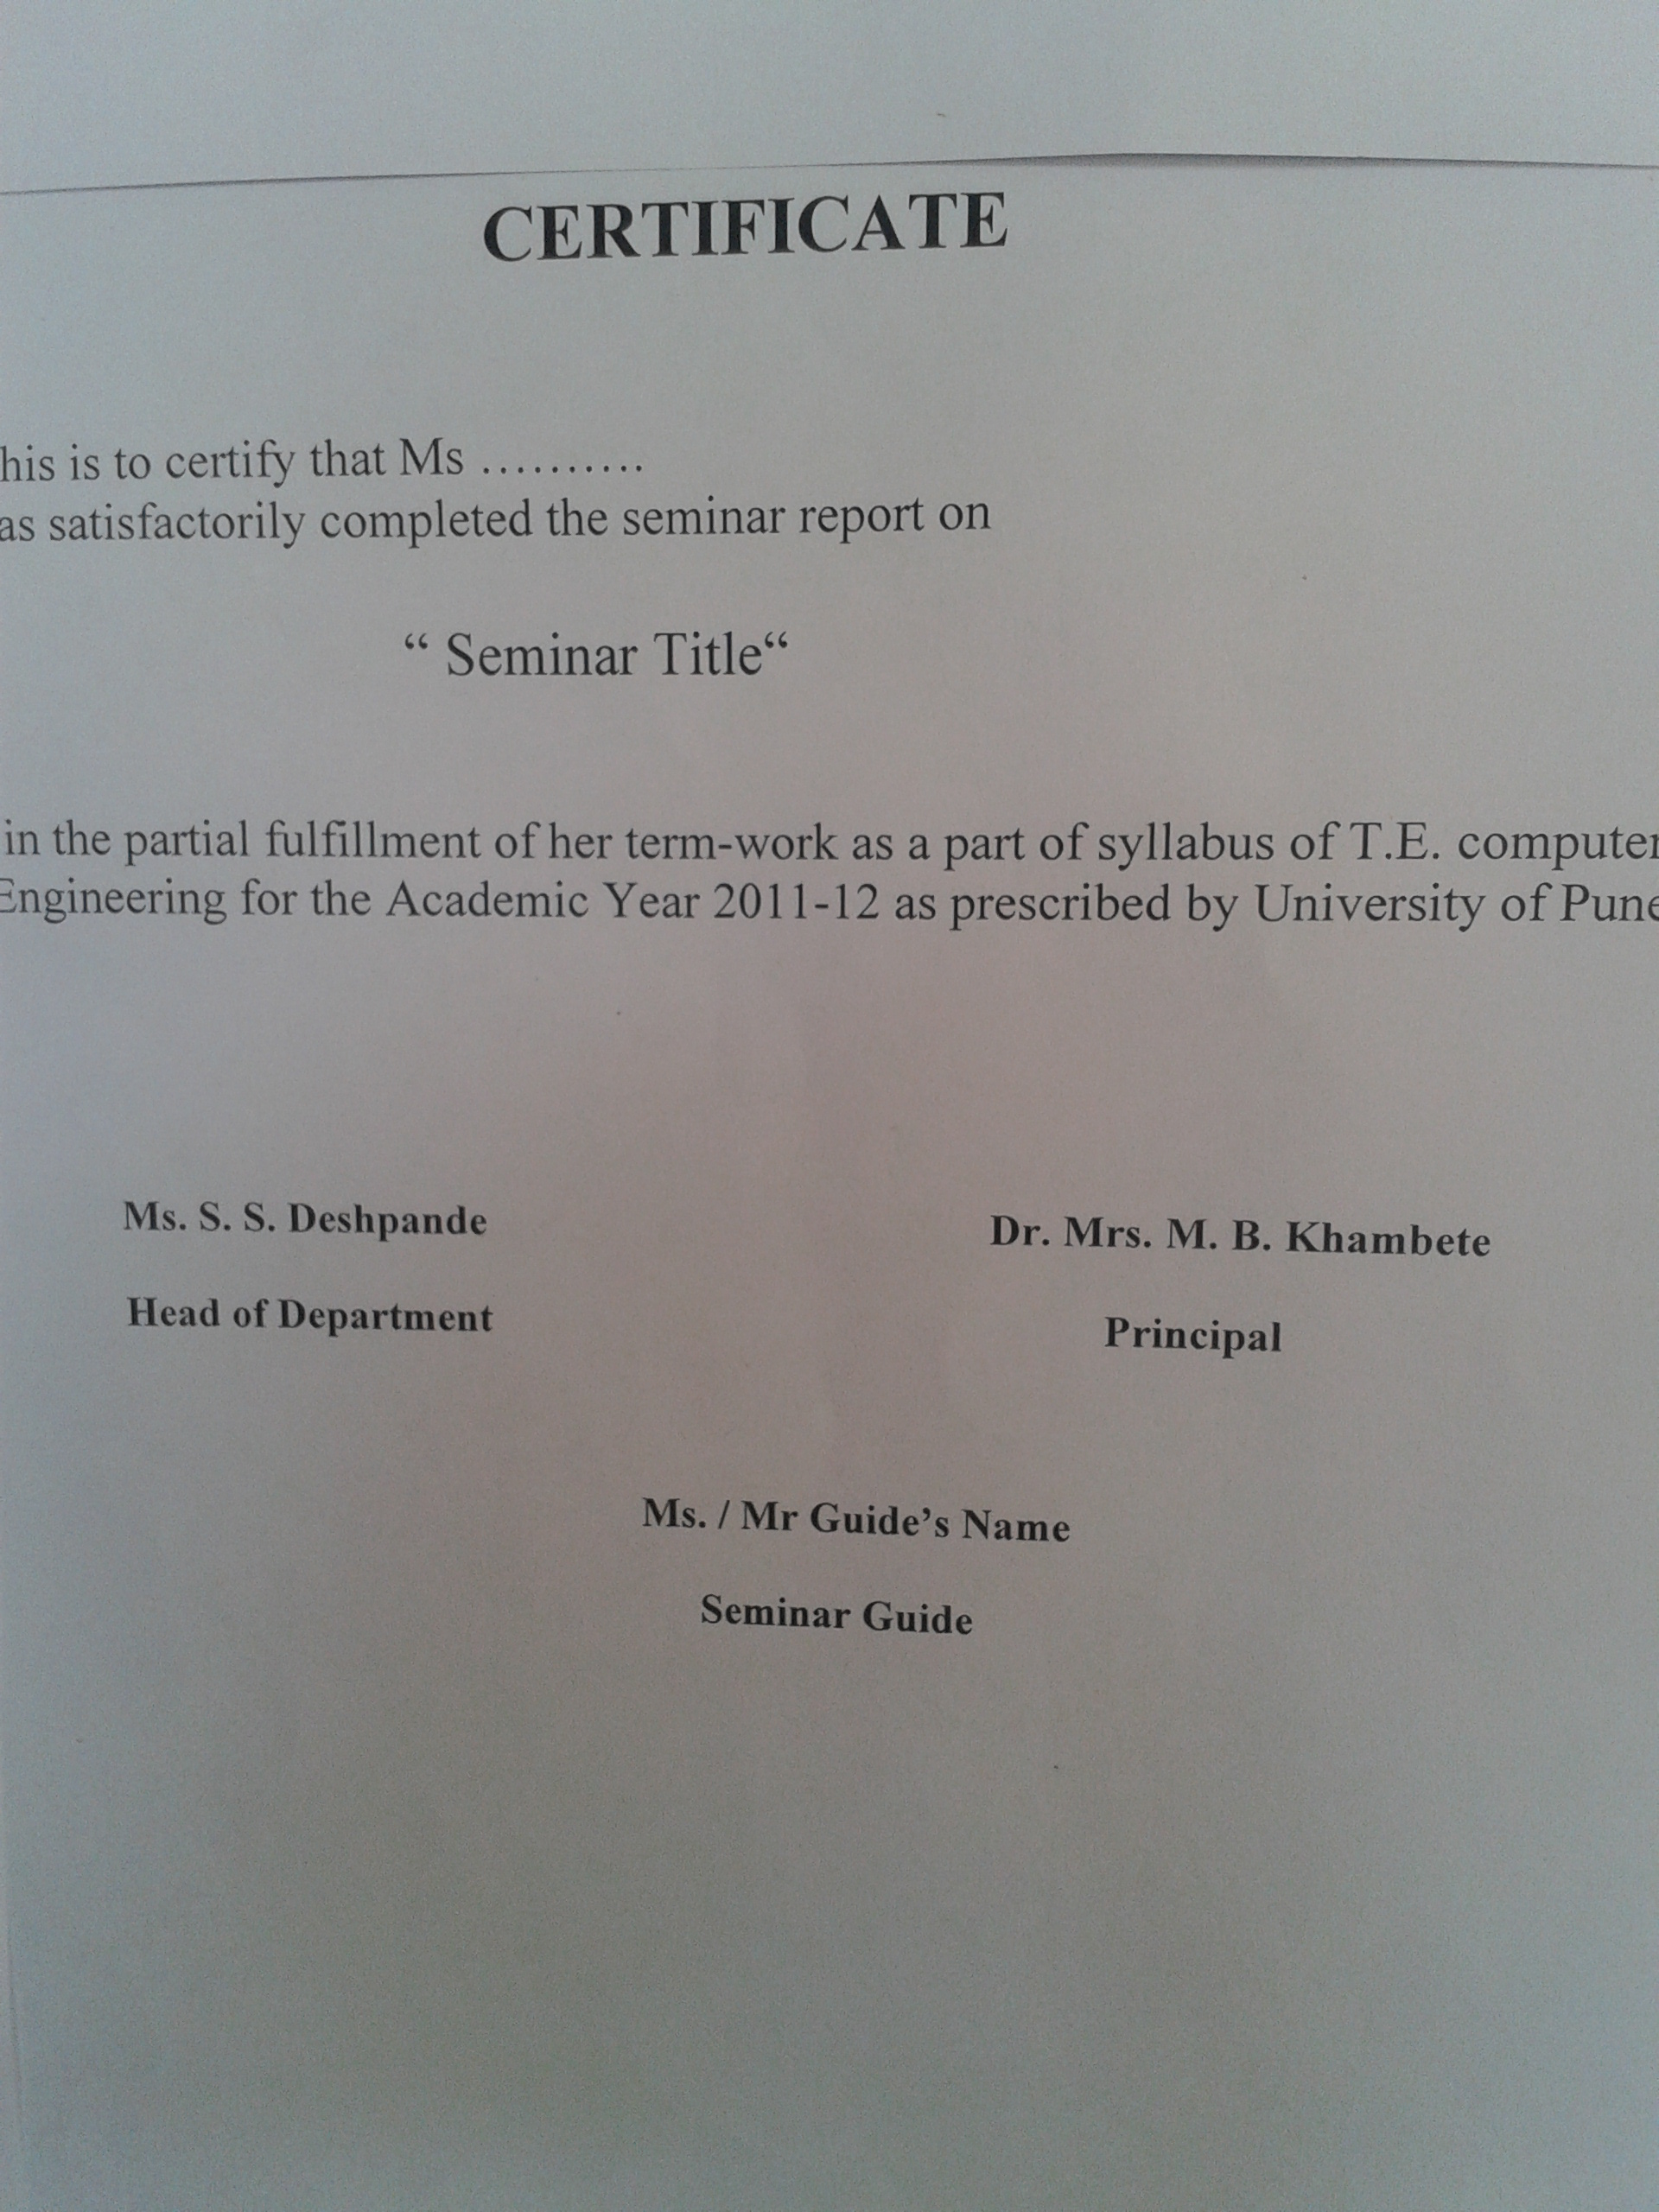 CERTIFICATE
his is to certify that Ms ..........
as satisfactorily completed the seminar report on
“ Seminar Title“
in the partial fulfillment of her term-work as a part of syllabus of T.E. computer
Engineering for the Academic Year 2011-12 as prescribed by University of Pune
Ms. S. S. Deshpande
Dr. Mrs. M. B. Khambete
Head of Department
Principal
Ms. / Mr Guide’s Name
Seminar Guide